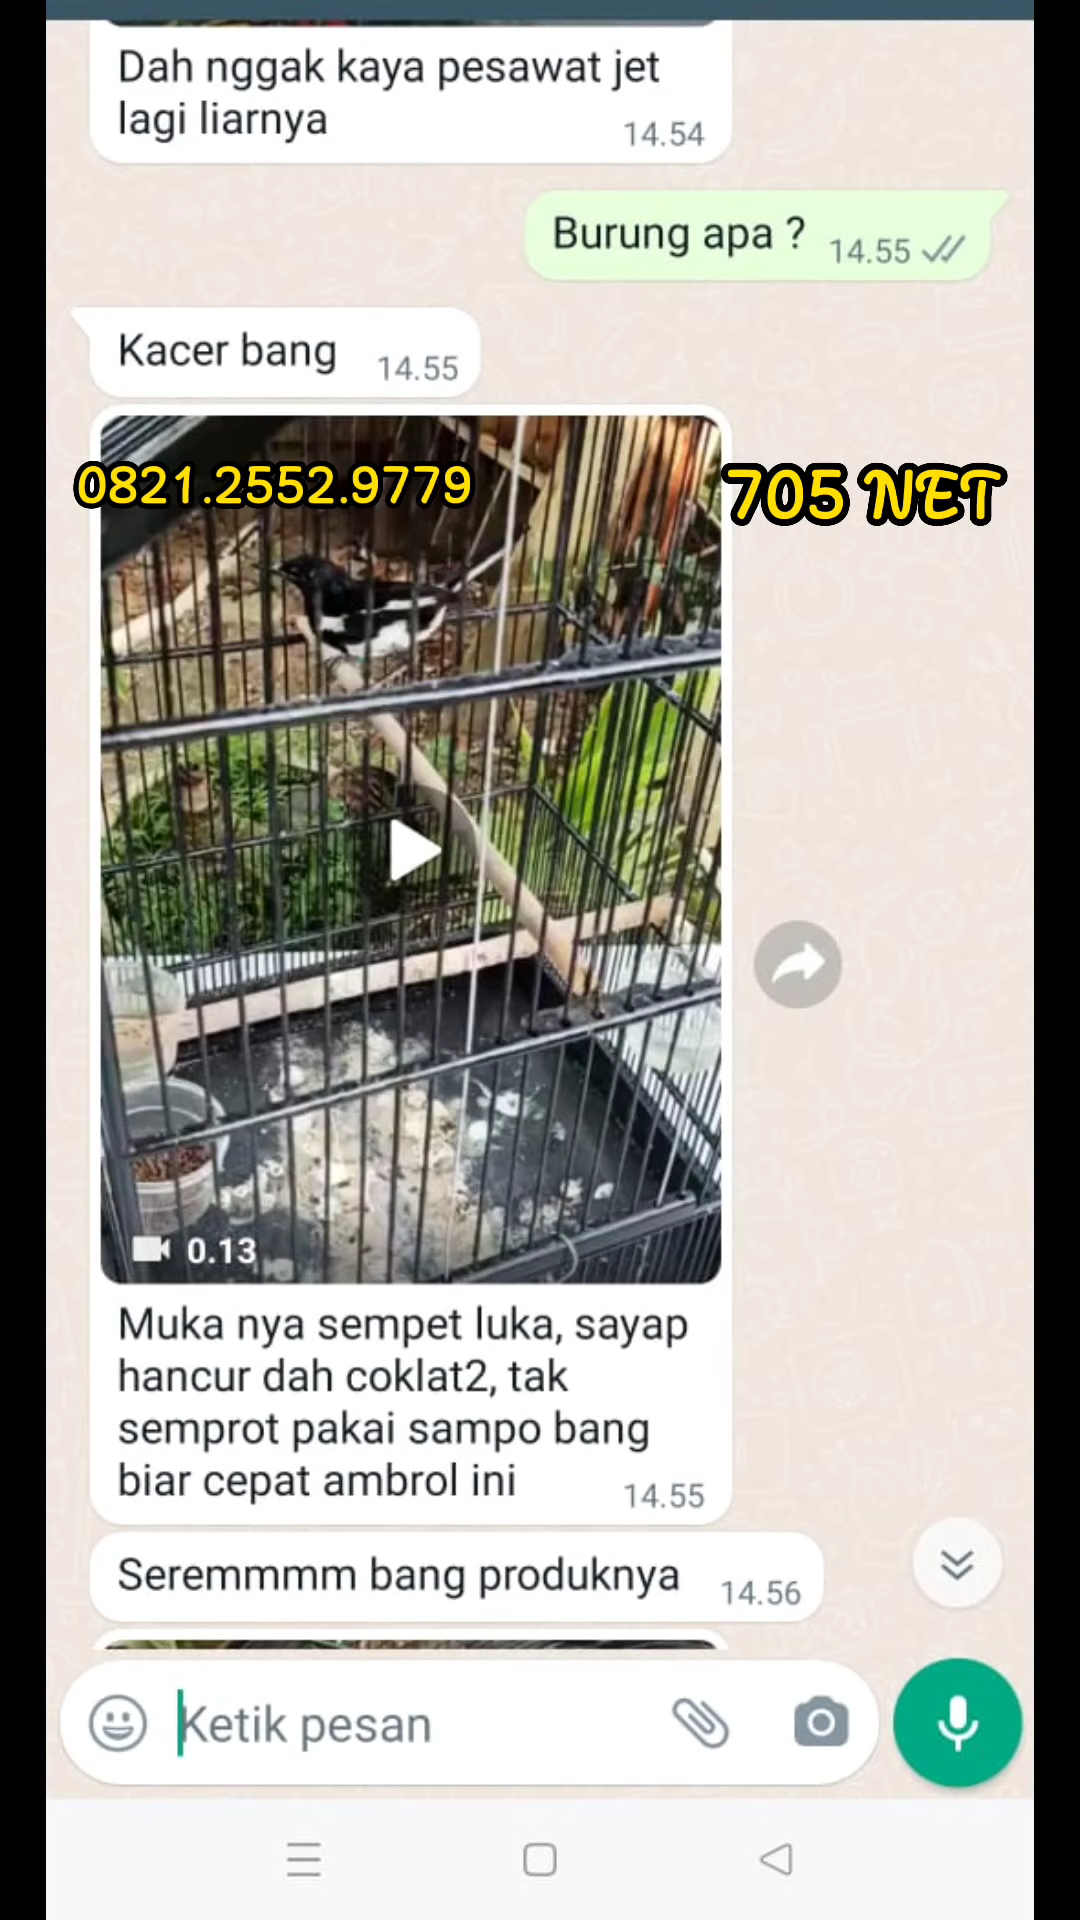 Dah nggak kaya pesawat jet
lagi liarnya
14.54
Burung apa ?
14.55
Kacer bang
14.55
0821.2552.9779
705 NET
0.13
Muka nya sempet luka, sayap
hancur dah coklat2, tak
semprot pakai sampo bang
biar cepat ambrol ini
14.55
Seremmmm bang produknya
14.56
Ketik pesan